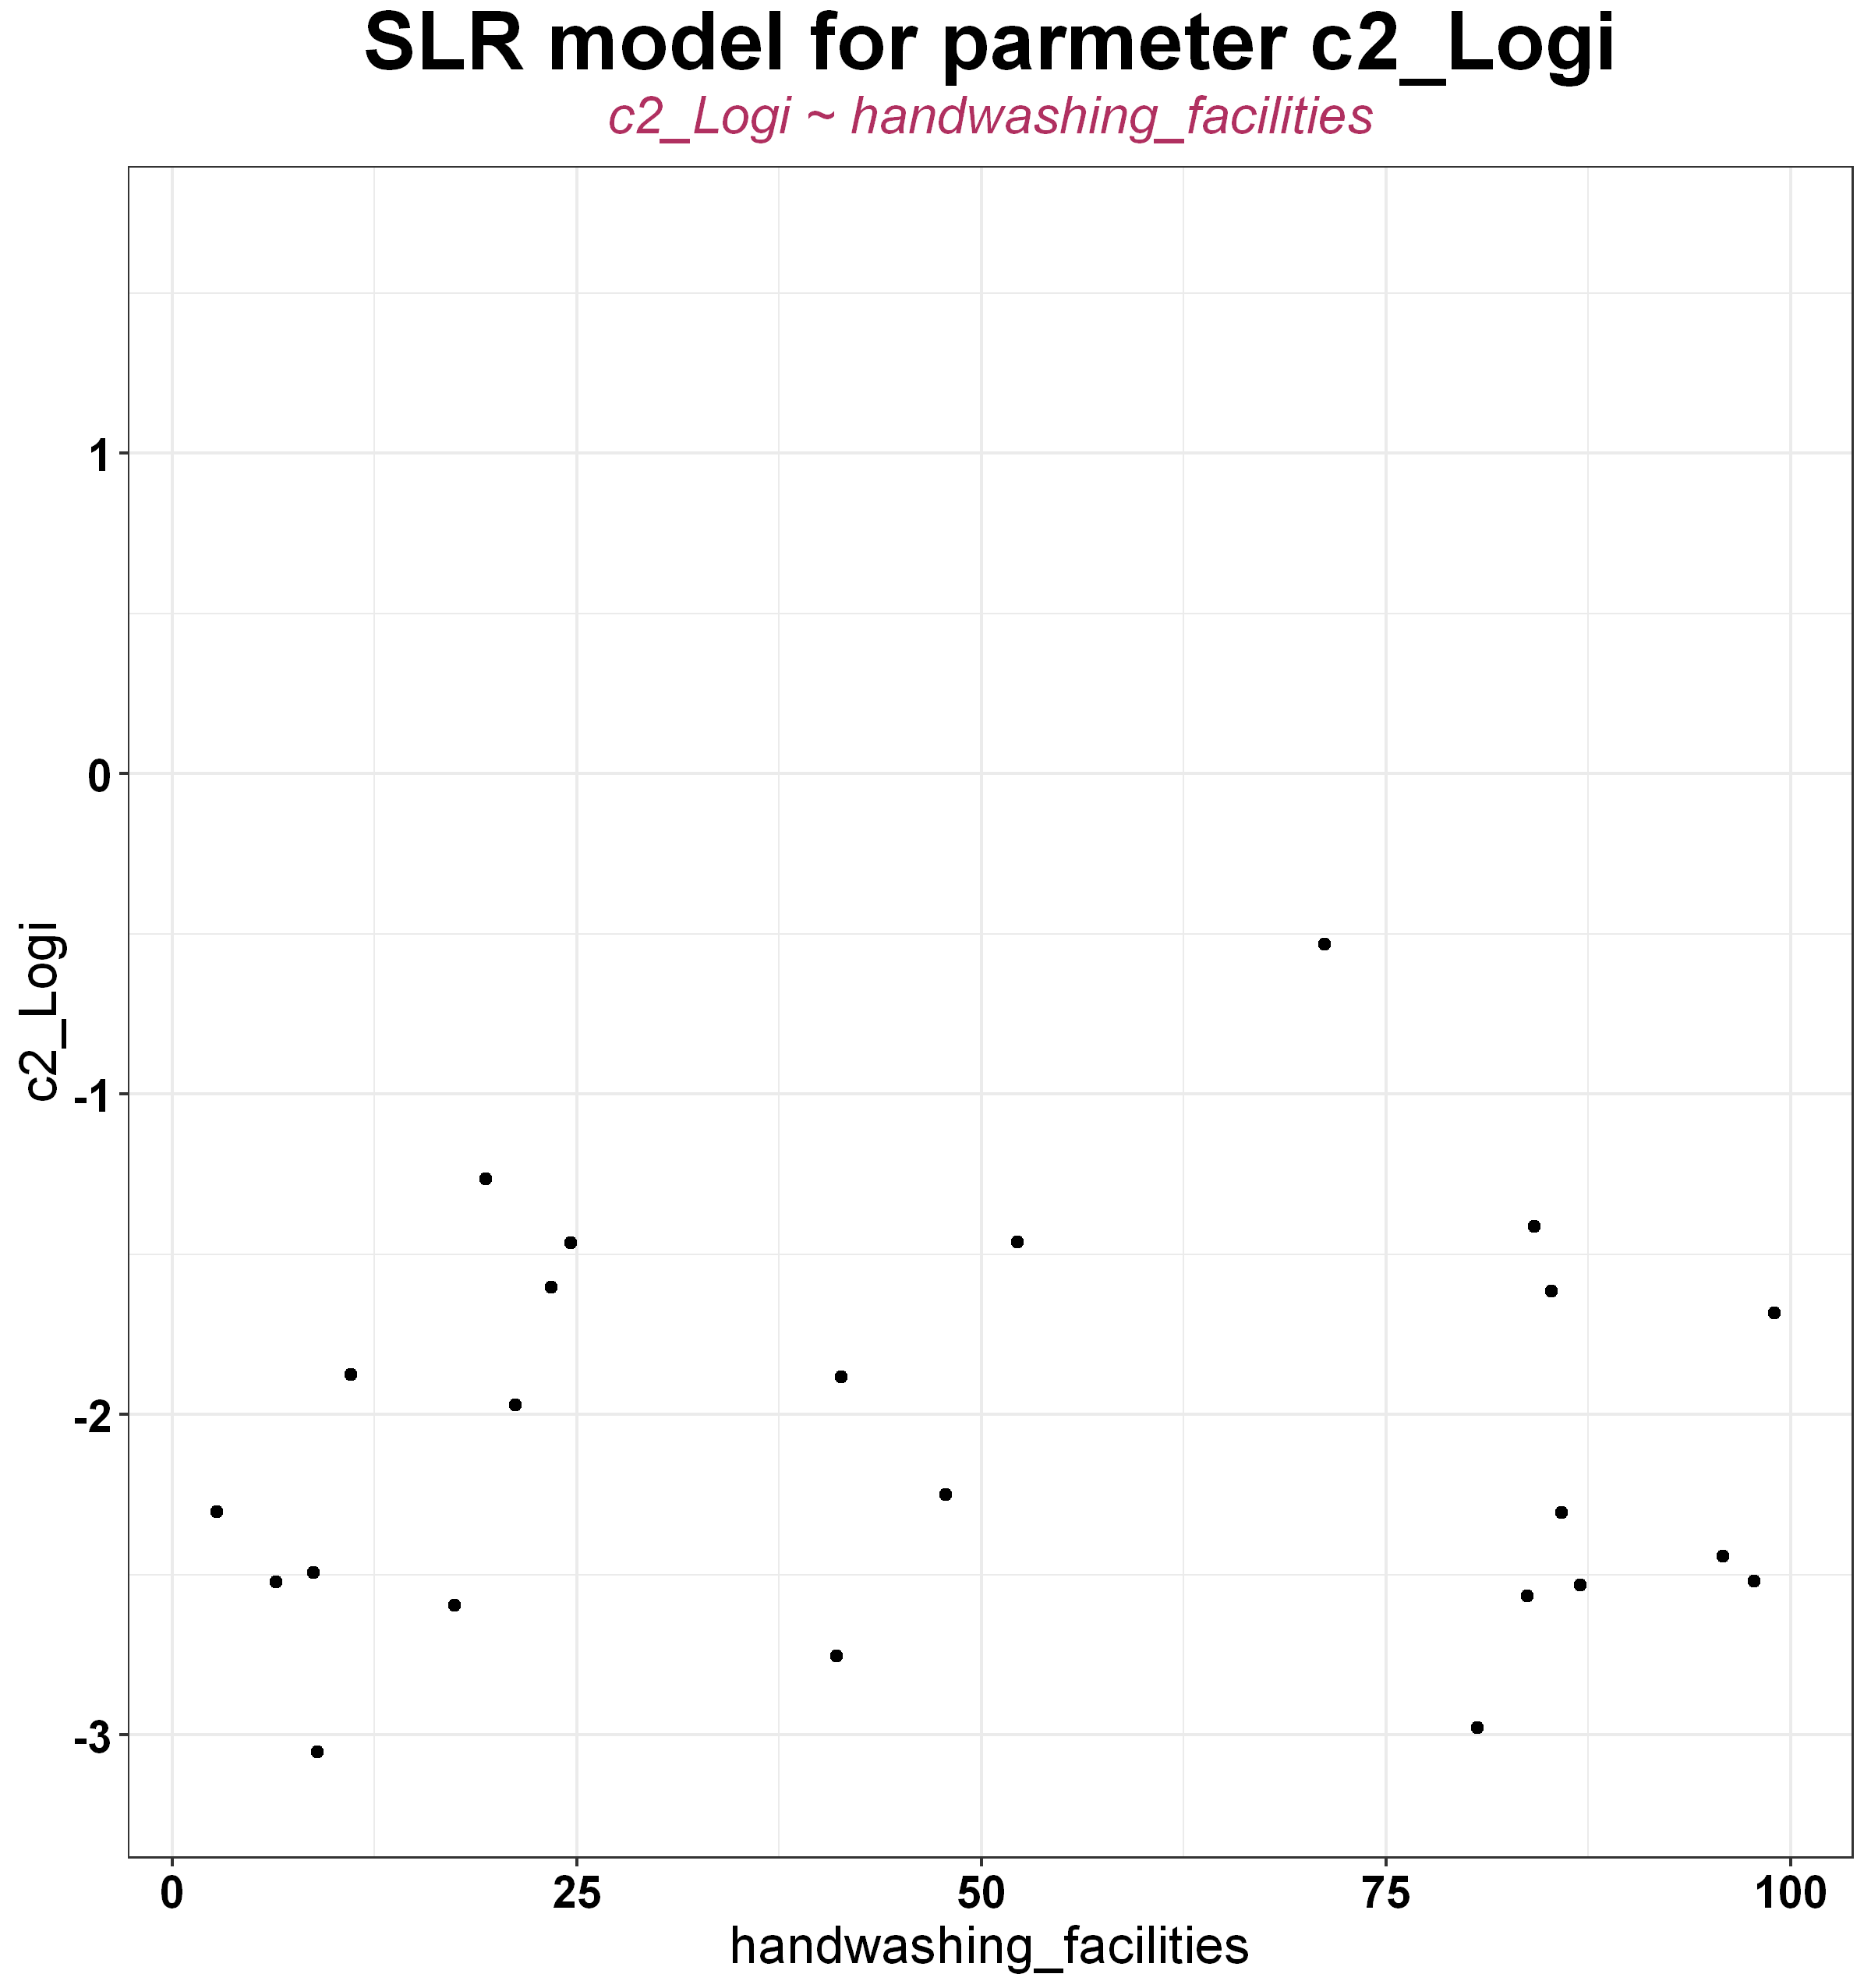 SLR model for parmeter c2_Logi
c2_Logi ~ handwashing_facilities
c2_Logi
1
0
-1
-2
-3
0 25 50 75 100
handwashing_facilities